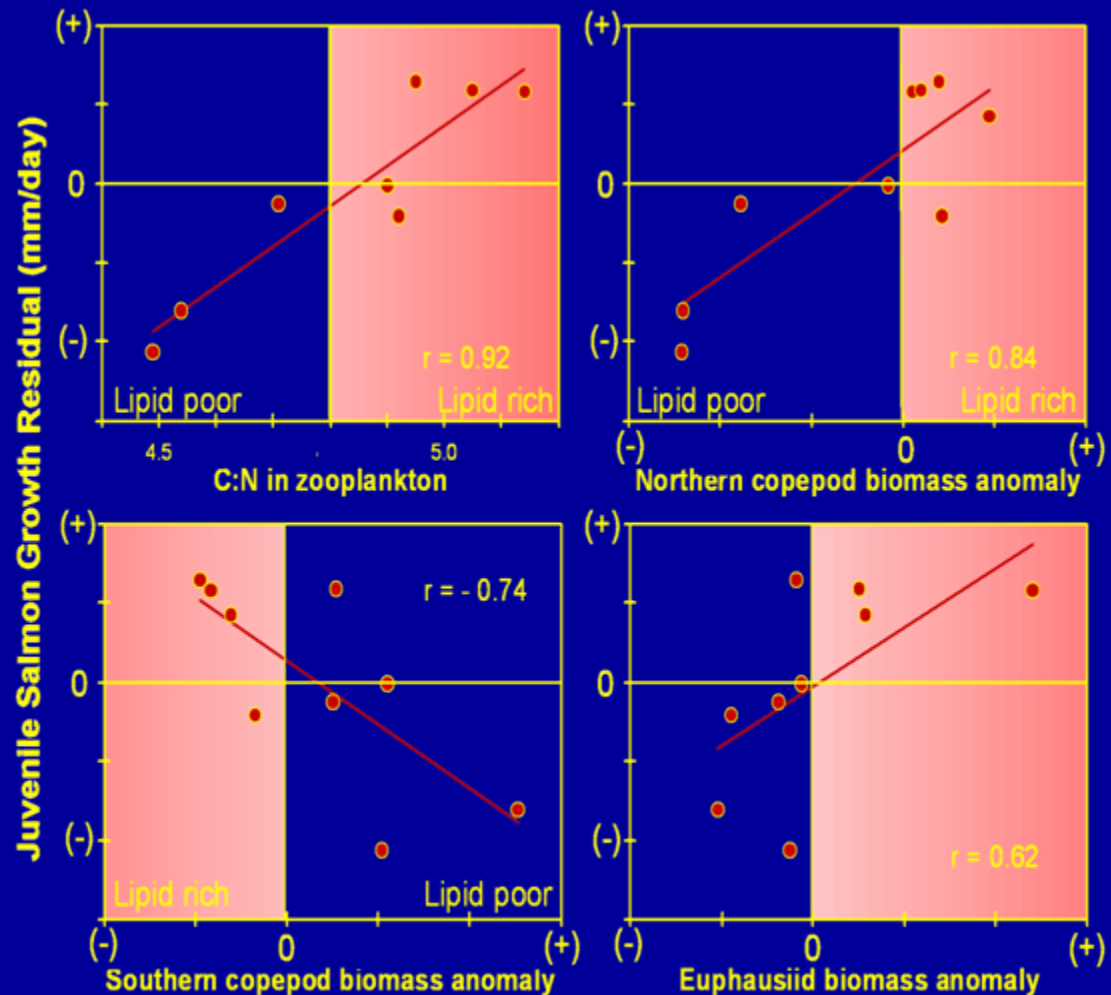 Juvenile Salmon Growth Residual (mm/day)
(+)
0
(-)
r = 0.92
Lipid poor
Lipid rich
4.5
5.0
C:N in zooplankton
(+)
0
(-)
r = 0.84
Lipid poor
Lipid rich
(-)
0
(+)
Northern copepod biomass anomaly
(+)
0
(-)
r = - 0.74
Lipid rich
Lipid poor
(-)
0
(+)
Southern copepod biomass anomaly
(+)
0
(-)
r = 0.62
(-)
0
(+)
Euphausiid biomass anomaly